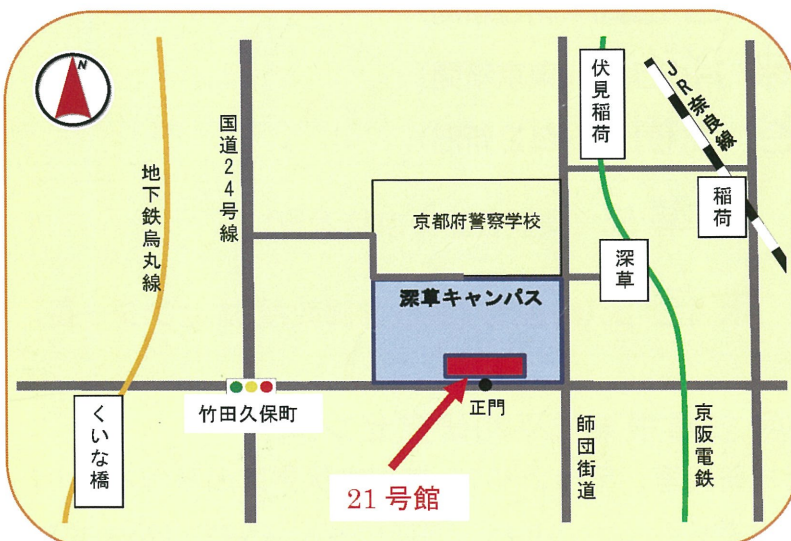 N
地下鉄烏丸線
国道24号線
伏見稲荷
JR奈良線
稲荷
京都府警察学校
深草
深草キャンパス
くいな橋
竹田久保町
正門
師団街道
京阪電鉄
21号館